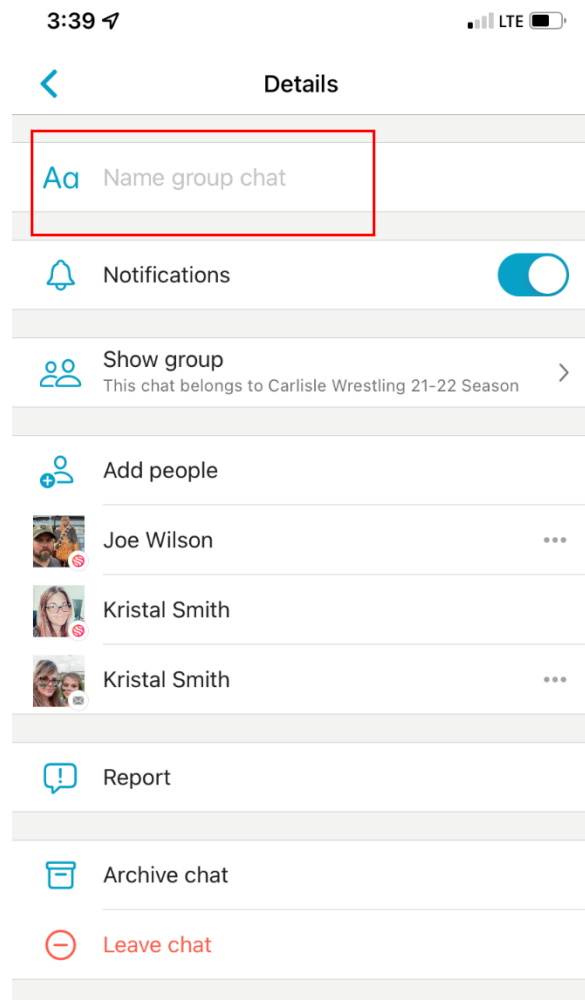 3:39 LTE
Details
Aa Name group chat
Notifications
Show group
This chat belongs to Carlisle Wrestling 21-22 Season
Add people
Joe Wilson
Kristal Smith
Kristal Smith
Report
Archive chat
Leave chat